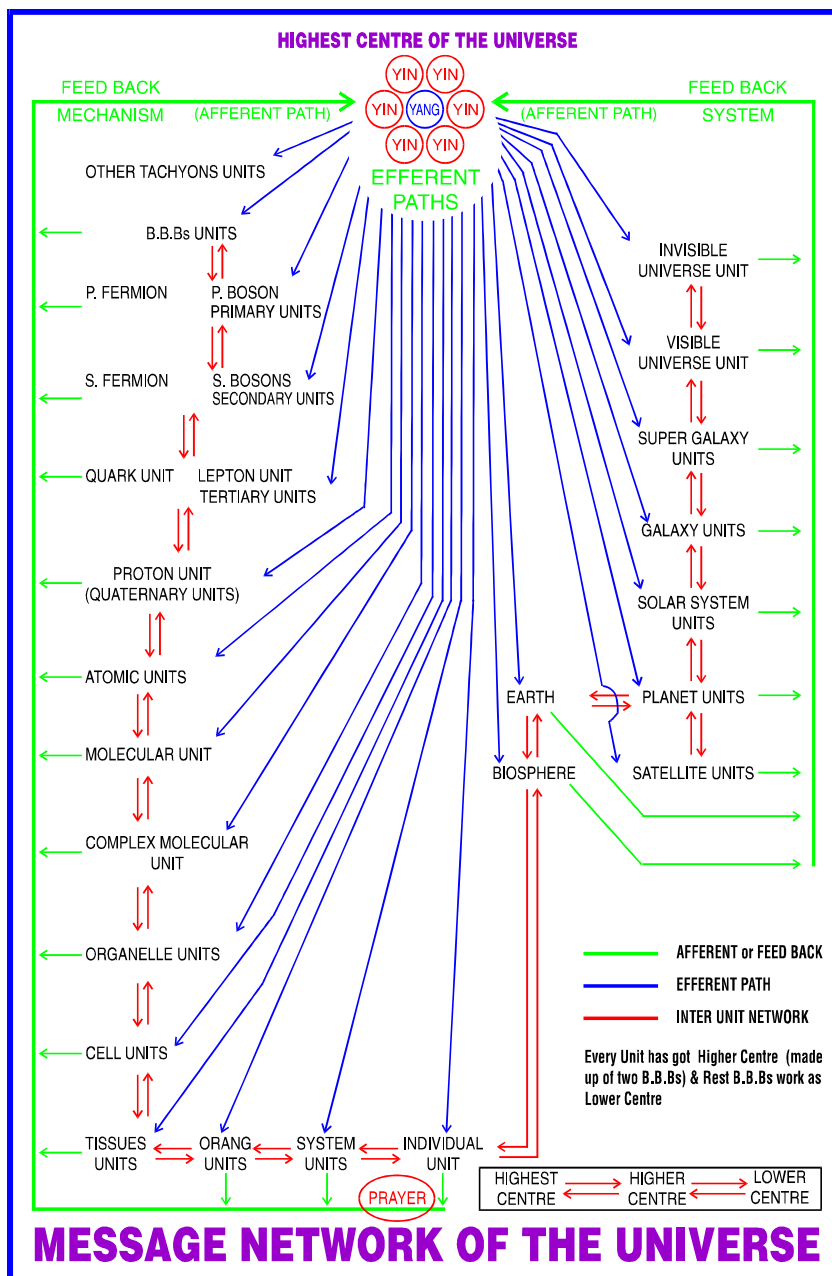 HIGHEST CENTRE OF THE UNIVERSE
YIN YIN
YIN YANG YIN
YIN YIN
FEED BACK
MECHANISM
(AFFERENT PATH)
FEED BACK
SYSTEM
(AFFERENT PATH)
EFFERENT
PATHS
OTHER TACHYONS UNITS
B.B.Bs UNITS
P. FERMION
P. BOSON
PRIMARY UNITS
S. FERMION
S. BOSONS
SECONDARY UNITS
QUARK UNIT
LEPTON UNIT
TERTIARY UNITS
PROTON UNIT
(QUATERNARY UNITS)
ATOMIC UNITS
MOLECULAR UNIT
COMPLEX MOLECULAR
UNIT
ORGANELLE UNITS
CELL UNITS
TISSUES
UNITS
ORANG
UNITS
SYSTEM
UNITS
INDIVIDUAL
UNIT
PRAYER
INVISIBLE
UNIVERSE UNIT
VISIBLE
UNIVERSE UNIT
SUPER GALAXY
UNITS
GALAXY UNITS
SOLAR SYSTEM
UNITS
EARTH
PLANET UNITS
BIOSPHERE
SATELLITE UNITS
AFFERENT or FEED BACK
EFFERENT PATH
INTER UNIT NETWORK
Every Unit has got Higher Centre (made
up of two B.B.Bs) & Rest B.B.Bs work as
Lower Centre
HIGHEST
CENTRE
HIGHER
CENTRE
LOWER
CENTRE
MESSAGE NETWORK OF THE UNIVERSE